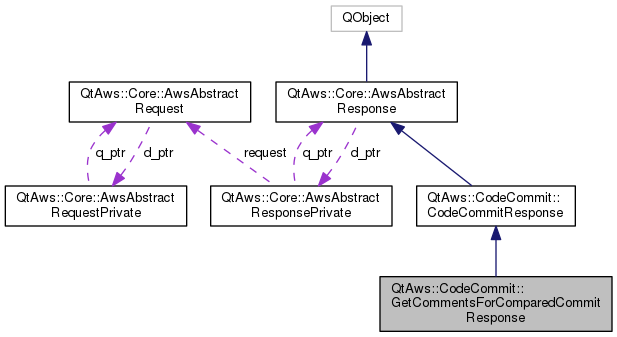 QObject
QtAws::Core::AwsAbstract
Request
QtAws::Core::AwsAbstract
Response
q_ptr
d_ptr
request
q_ptr
d_ptr
QtAws::Core::AwsAbstract
RequestPrivate
QtAws::Core::AwsAbstract
ResponsePrivate
QtAws::CodeCommit::
CodeCommitResponse
QtAws::CodeCommit::
GetCommentsForComparedCommit
Response